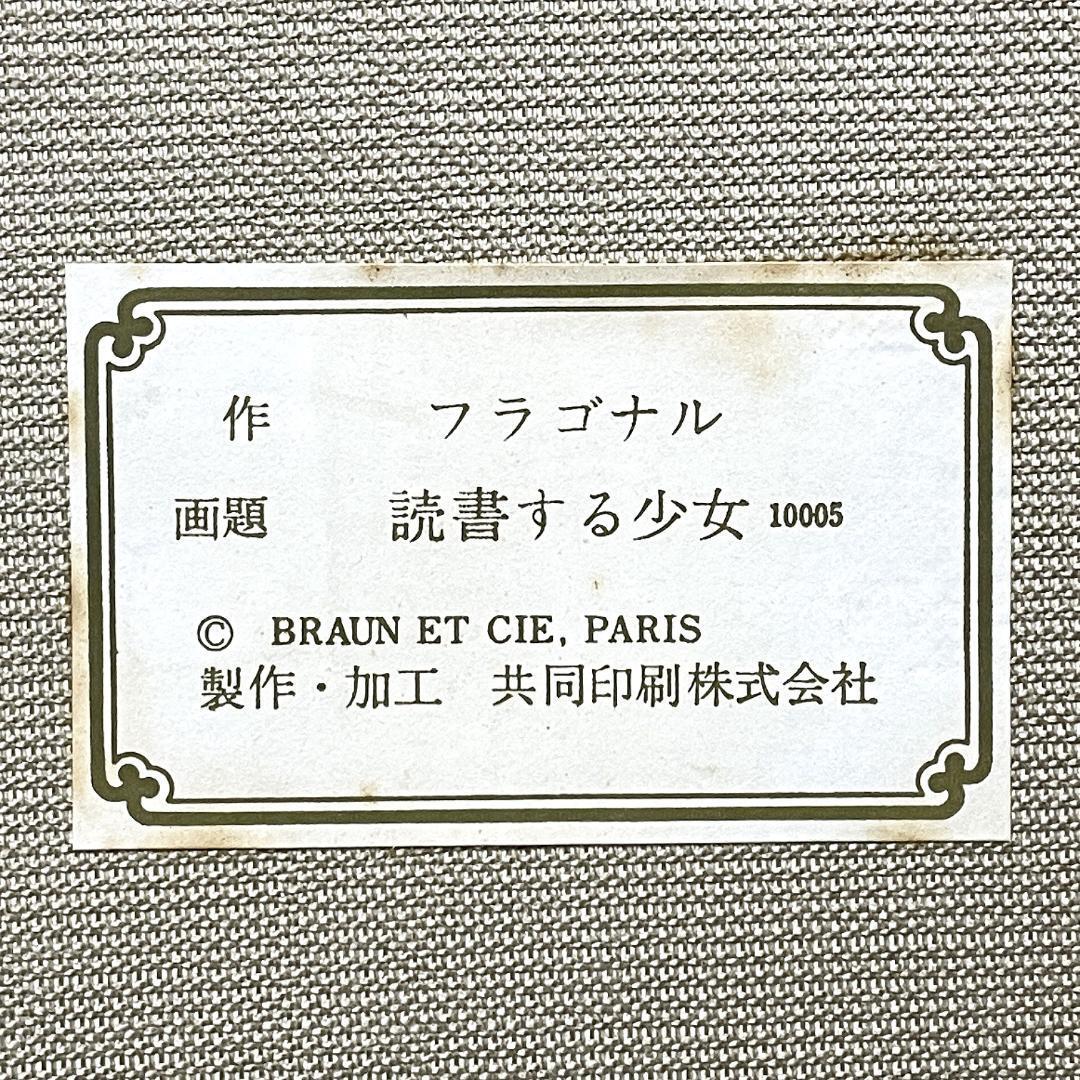 作 フラゴナル
画題 読書する少女 10005
© BRAUN ET CIE, PARIS
製作・加工 共同印刷株式会社